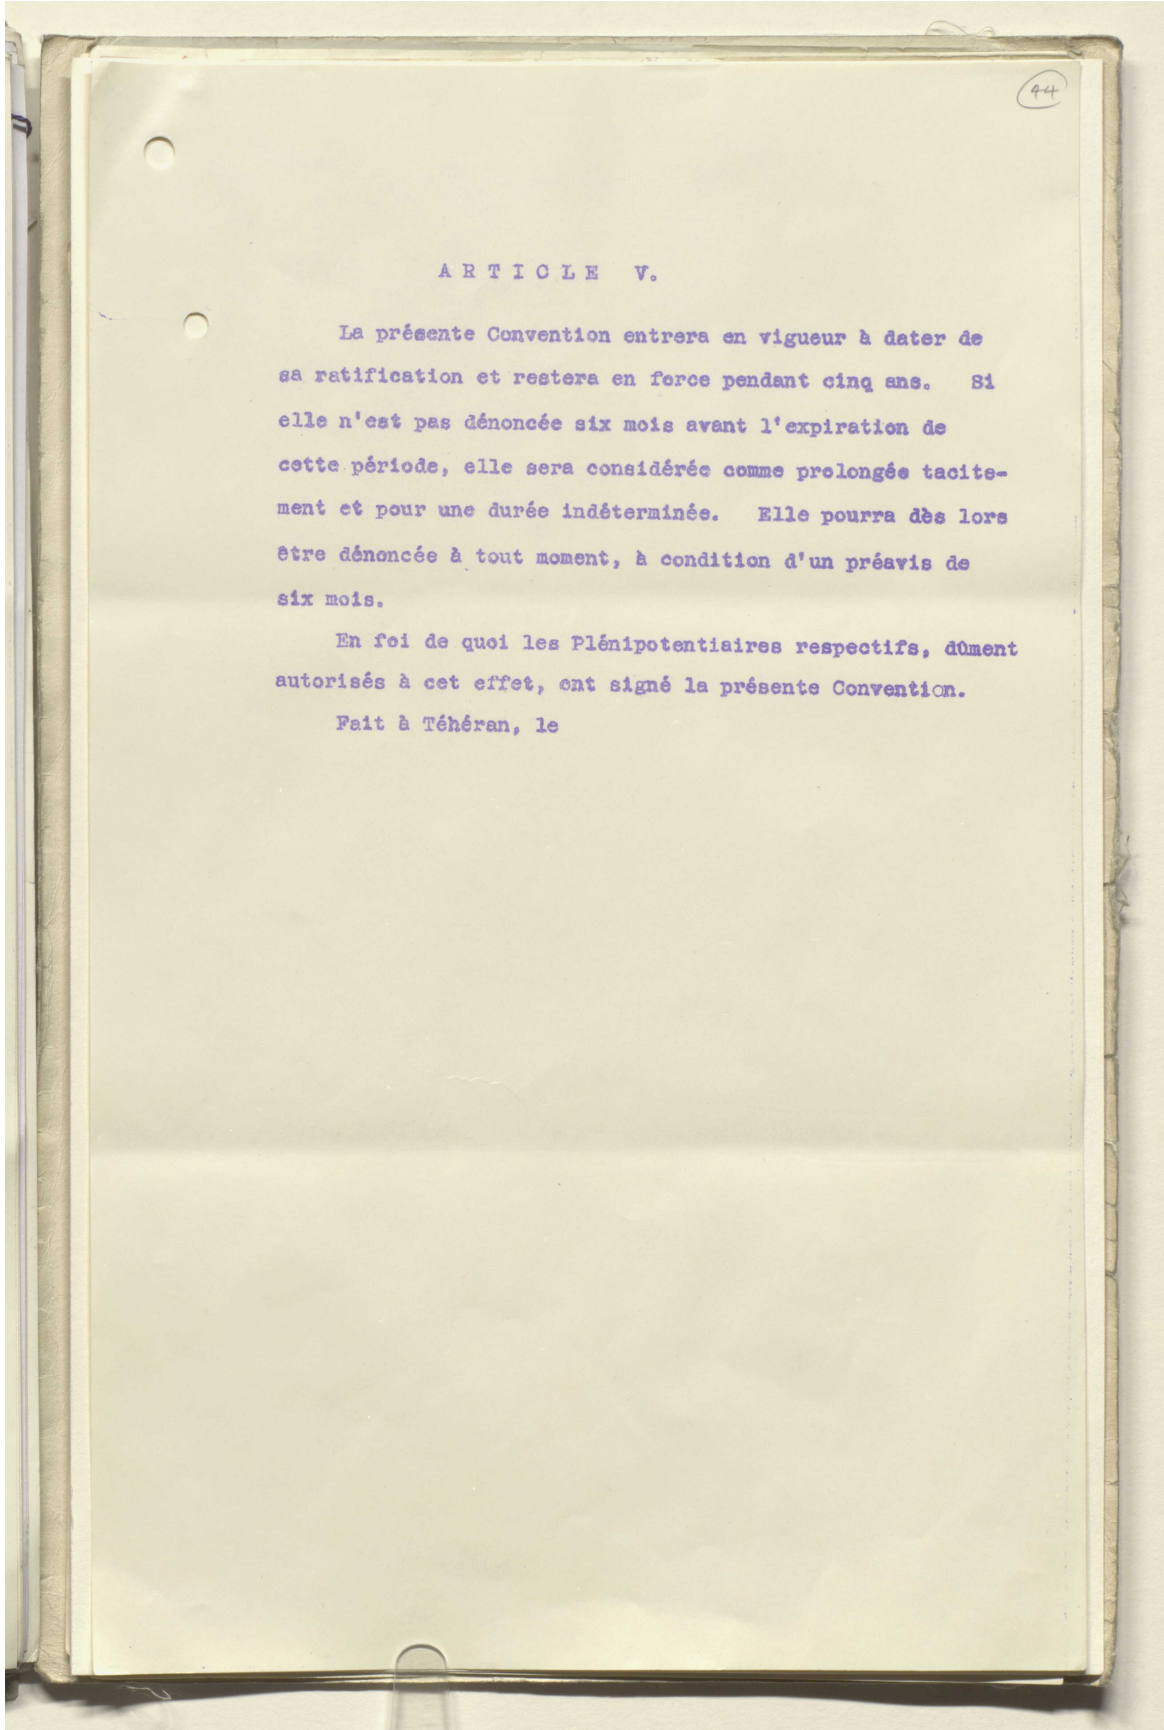 44
ARTICLE V.
La présente Convention entrera en vigueur à dater de
sa ratification et restera en force pendant cinq ans. Si
elle n'est pas dénoncée six mois avant l'expiration de
cette période, elle sera considérée comme prolongée tacite-
ment et pour une durée indéterminée. Elle pourra dès lors
être dénoncée à tout moment, à condition d'un préavis de
six mois.
En foi de quoi les Plénipotentiaires respectifs, dûment
autorisés à cet effet, ont signé la présente Convention.
Fait à Téhéran, le